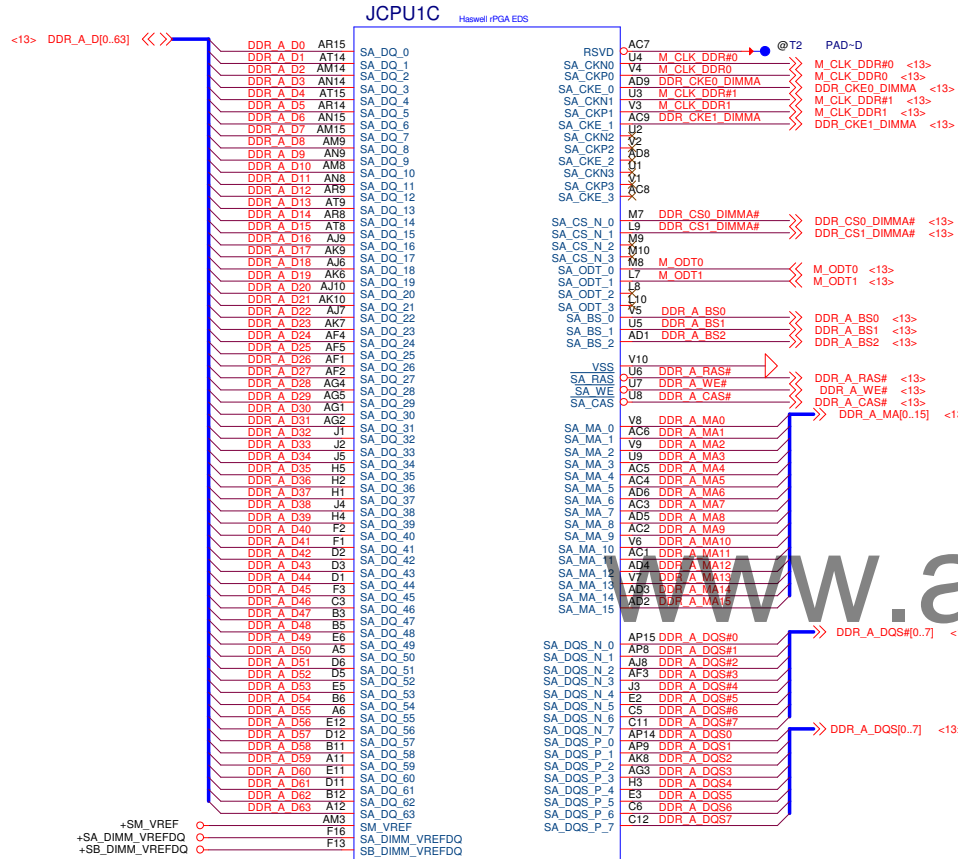 JCPU1C
Haswell rPGA EDS
<13> DDR_A_D[0..63]
DDR_A_D0 AR15 SA_DQ_0
DDR_A_D1 AT14 SA_DQ_1
DDR_A_D2 AM14 SA_DQ_2
DDR_A_D3 AN14 SA_DQ_3
DDR_A_D4 AT15 SA_DQ_4
DDR_A_D5 AR14 SA_DQ_5
DDR_A_D6 AN15 SA_DQ_6
DDR_A_D7 AM15 SA_DQ_7
DDR_A_D8 AM9 SA_DQ_8
DDR_A_D9 AN9 SA_DQ_9
DDR_A_D10 AM8 SA_DQ_10
DDR_A_D11 AN8 SA_DQ_11
DDR_A_D12 AR9 SA_DQ_12
DDR_A_D13 AT9 SA_DQ_13
DDR_A_D14 AR8 SA_DQ_14
DDR_A_D15 AT8 SA_DQ_15
DDR_A_D16 AJ9 SA_DQ_16
DDR_A_D17 AK9 SA_DQ_17
DDR_A_D18 AJ6 SA_DQ_18
DDR_A_D19 AK6 SA_DQ_19
DDR_A_D20 AJ10 SA_DQ_20
DDR_A_D21 AK10 SA_DQ_21
DDR_A_D22 AJ7 SA_DQ_22
DDR_A_D23 AK7 SA_DQ_23
DDR_A_D24 AF4 SA_DQ_24
DDR_A_D25 AF5 SA_DQ_25
DDR_A_D26 AF1 SA_DQ_26
DDR_A_D27 AF2 SA_DQ_27
DDR_A_D28 AG4 SA_DQ_28
DDR_A_D29 AG5 SA_DQ_29
DDR_A_D30 AG1 SA_DQ_30
DDR_A_D31 AG2 SA_DQ_31
DDR_A_D32 J1 SA_DQ_32
DDR_A_D33 J2 SA_DQ_33
DDR_A_D34 J5 SA_DQ_34
DDR_A_D35 H5 SA_DQ_35
DDR_A_D36 H2 SA_DQ_36
DDR_A_D37 H1 SA_DQ_37
DDR_A_D38 J4 SA_DQ_38
DDR_A_D39 H4 SA_DQ_39
DDR_A_D40 F2 SA_DQ_40
DDR_A_D41 F1 SA_DQ_41
DDR_A_D42 D2 SA_DQ_42
DDR_A_D43 D3 SA_DQ_43
DDR_A_D44 D1 SA_DQ_44
DDR_A_D45 F3 SA_DQ_45
DDR_A_D46 C3 SA_DQ_46
DDR_A_D47 B3 SA_DQ_47
DDR_A_D48 B5 SA_DQ_48
DDR_A_D49 E6 SA_DQ_49
DDR_A_D50 A5 SA_DQ_50
DDR_A_D51 D6 SA_DQ_51
DDR_A_D52 D5 SA_DQ_52
DDR_A_D53 E5 SA_DQ_53
DDR_A_D54 B6 SA_DQ_54
DDR_A_D55 A6 SA_DQ_55
DDR_A_D56 E12 SA_DQ_56
DDR_A_D57 D12 SA_DQ_57
DDR_A_D58 B11 SA_DQ_58
DDR_A_D59 A11 SA_DQ_59
DDR_A_D60 E11 SA_DQ_60
DDR_A_D61 D11 SA_DQ_61
DDR_A_D62 B12 SA_DQ_62
DDR_A_D63 A12 SA_DQ_63
+SM_VREF AM3 SM_VREF
+SA_DIMM_VREFDQ F16 SA_DIMM_VREFDQ
+SB_DIMM_VREFDQ F13 SB_DIMM_VREFDQ
RSVD AC7 @T2 PAD~D
SA_CKN0 U4 M_CLK_DDR#0 M_CLK_DDR#0 <13>
SA_CKP0 V4 M_CLK_DDR0 M_CLK_DDR0 <13>
SA_CKE_0 AD9 DDR_CKE0_DIMMA DDR_CKE0_DIMMA <13>
SA_CKN1 U3 M_CLK_DDR#1 M_CLK_DDR#1 <13>
SA_CKP1 V3 M_CLK_DDR1 M_CLK_DDR1 <13>
SA_CKE_1 AC9 DDR_CKE1_DIMMA DDR_CKE1_DIMMA <13>
SA_CKN2 U2
SA_CKP2 V2
SA_CKE_2 AD8
SA_CKN3 U1
SA_CKP3 V1
SA_CKE_3 AC8
SA_CS_N_0 M7 DDR_CS0_DIMMA# DDR_CS0_DIMMA# <13>
SA_CS_N_1 L9 DDR_CS1_DIMMA# DDR_CS1_DIMMA# <13>
SA_CS_N_2 M9
SA_CS_N_3 M10
SA_ODT_0 M8 M_ODT0 M_ODT0 <13>
SA_ODT_1 L7 M_ODT1 M_ODT1 <13>
SA_ODT_2 L8
SA_ODT_3 L10
SA_BS_0 V5 DDR_A_BS0 DDR_A_BS0 <13>
SA_BS_1 U5 DDR_A_BS1 DDR_A_BS1 <13>
SA_BS_2 AD1 DDR_A_BS2 DDR_A_BS2 <13>
VSS V10
SA_RAS U6 DDR_A_RAS# DDR_A_RAS# <13>
SA_WE U7 DDR_A_WE# DDR_A_WE# <13>
SA_CAS U8 DDR_A_CAS# DDR_A_CAS# <13>
DDR_A_MA[0..15] <1
SA_MA_0 V8 DDR_A_MA0
SA_MA_1 AC6 DDR_A_MA1
SA_MA_2 V9 DDR_A_MA2
SA_MA_3 U9 DDR_A_MA3
SA_MA_4 AC5 DDR_A_MA4
SA_MA_5 AC4 DDR_A_MA5
SA_MA_6 AD6 DDR_A_MA6
SA_MA_7 AC3 DDR_A_MA7
SA_MA_8 AD5 DDR_A_MA8
SA_MA_9 AC2 DDR_A_MA9
SA_MA_10 V6 DDR_A_MA10
SA_MA_11 AC1 DDR_A_MA11
SA_MA_12 AD4 DDR_A_MA12
SA_MA_13 V7 DDR_A_MA13
SA_MA_14 AD3 DDR_A_MA14
SA_MA_15 AD2 DDR_A_MA15
www.a
DDR_A_DQS#[0..7] <
SA_DQS_N_0 AP15 DDR_A_DQS#0
SA_DQS_N_1 AP8 DDR_A_DQS#1
SA_DQS_N_2 AJ8 DDR_A_DQS#2
SA_DQS_N_3 AF3 DDR_A_DQS#3
SA_DQS_N_4 J3 DDR_A_DQS#4
SA_DQS_N_5 E2 DDR_A_DQS#5
SA_DQS_N_6 C5 DDR_A_DQS#6
SA_DQS_N_7 C11 DDR_A_DQS#7
DDR_A_DQS[0..7] <13
SA_DQS_P_0 AP14 DDR_A_DQS0
SA_DQS_P_1 AP9 DDR_A_DQS1
SA_DQS_P_2 AK8 DDR_A_DQS2
SA_DQS_P_3 AG3 DDR_A_DQS3
SA_DQS_P_4 H3 DDR_A_DQS4
SA_DQS_P_5 E3 DDR_A_DQS5
SA_DQS_P_6 C6 DDR_A_DQS6
SA_DQS_P_7 C12 DDR_A_DQS7